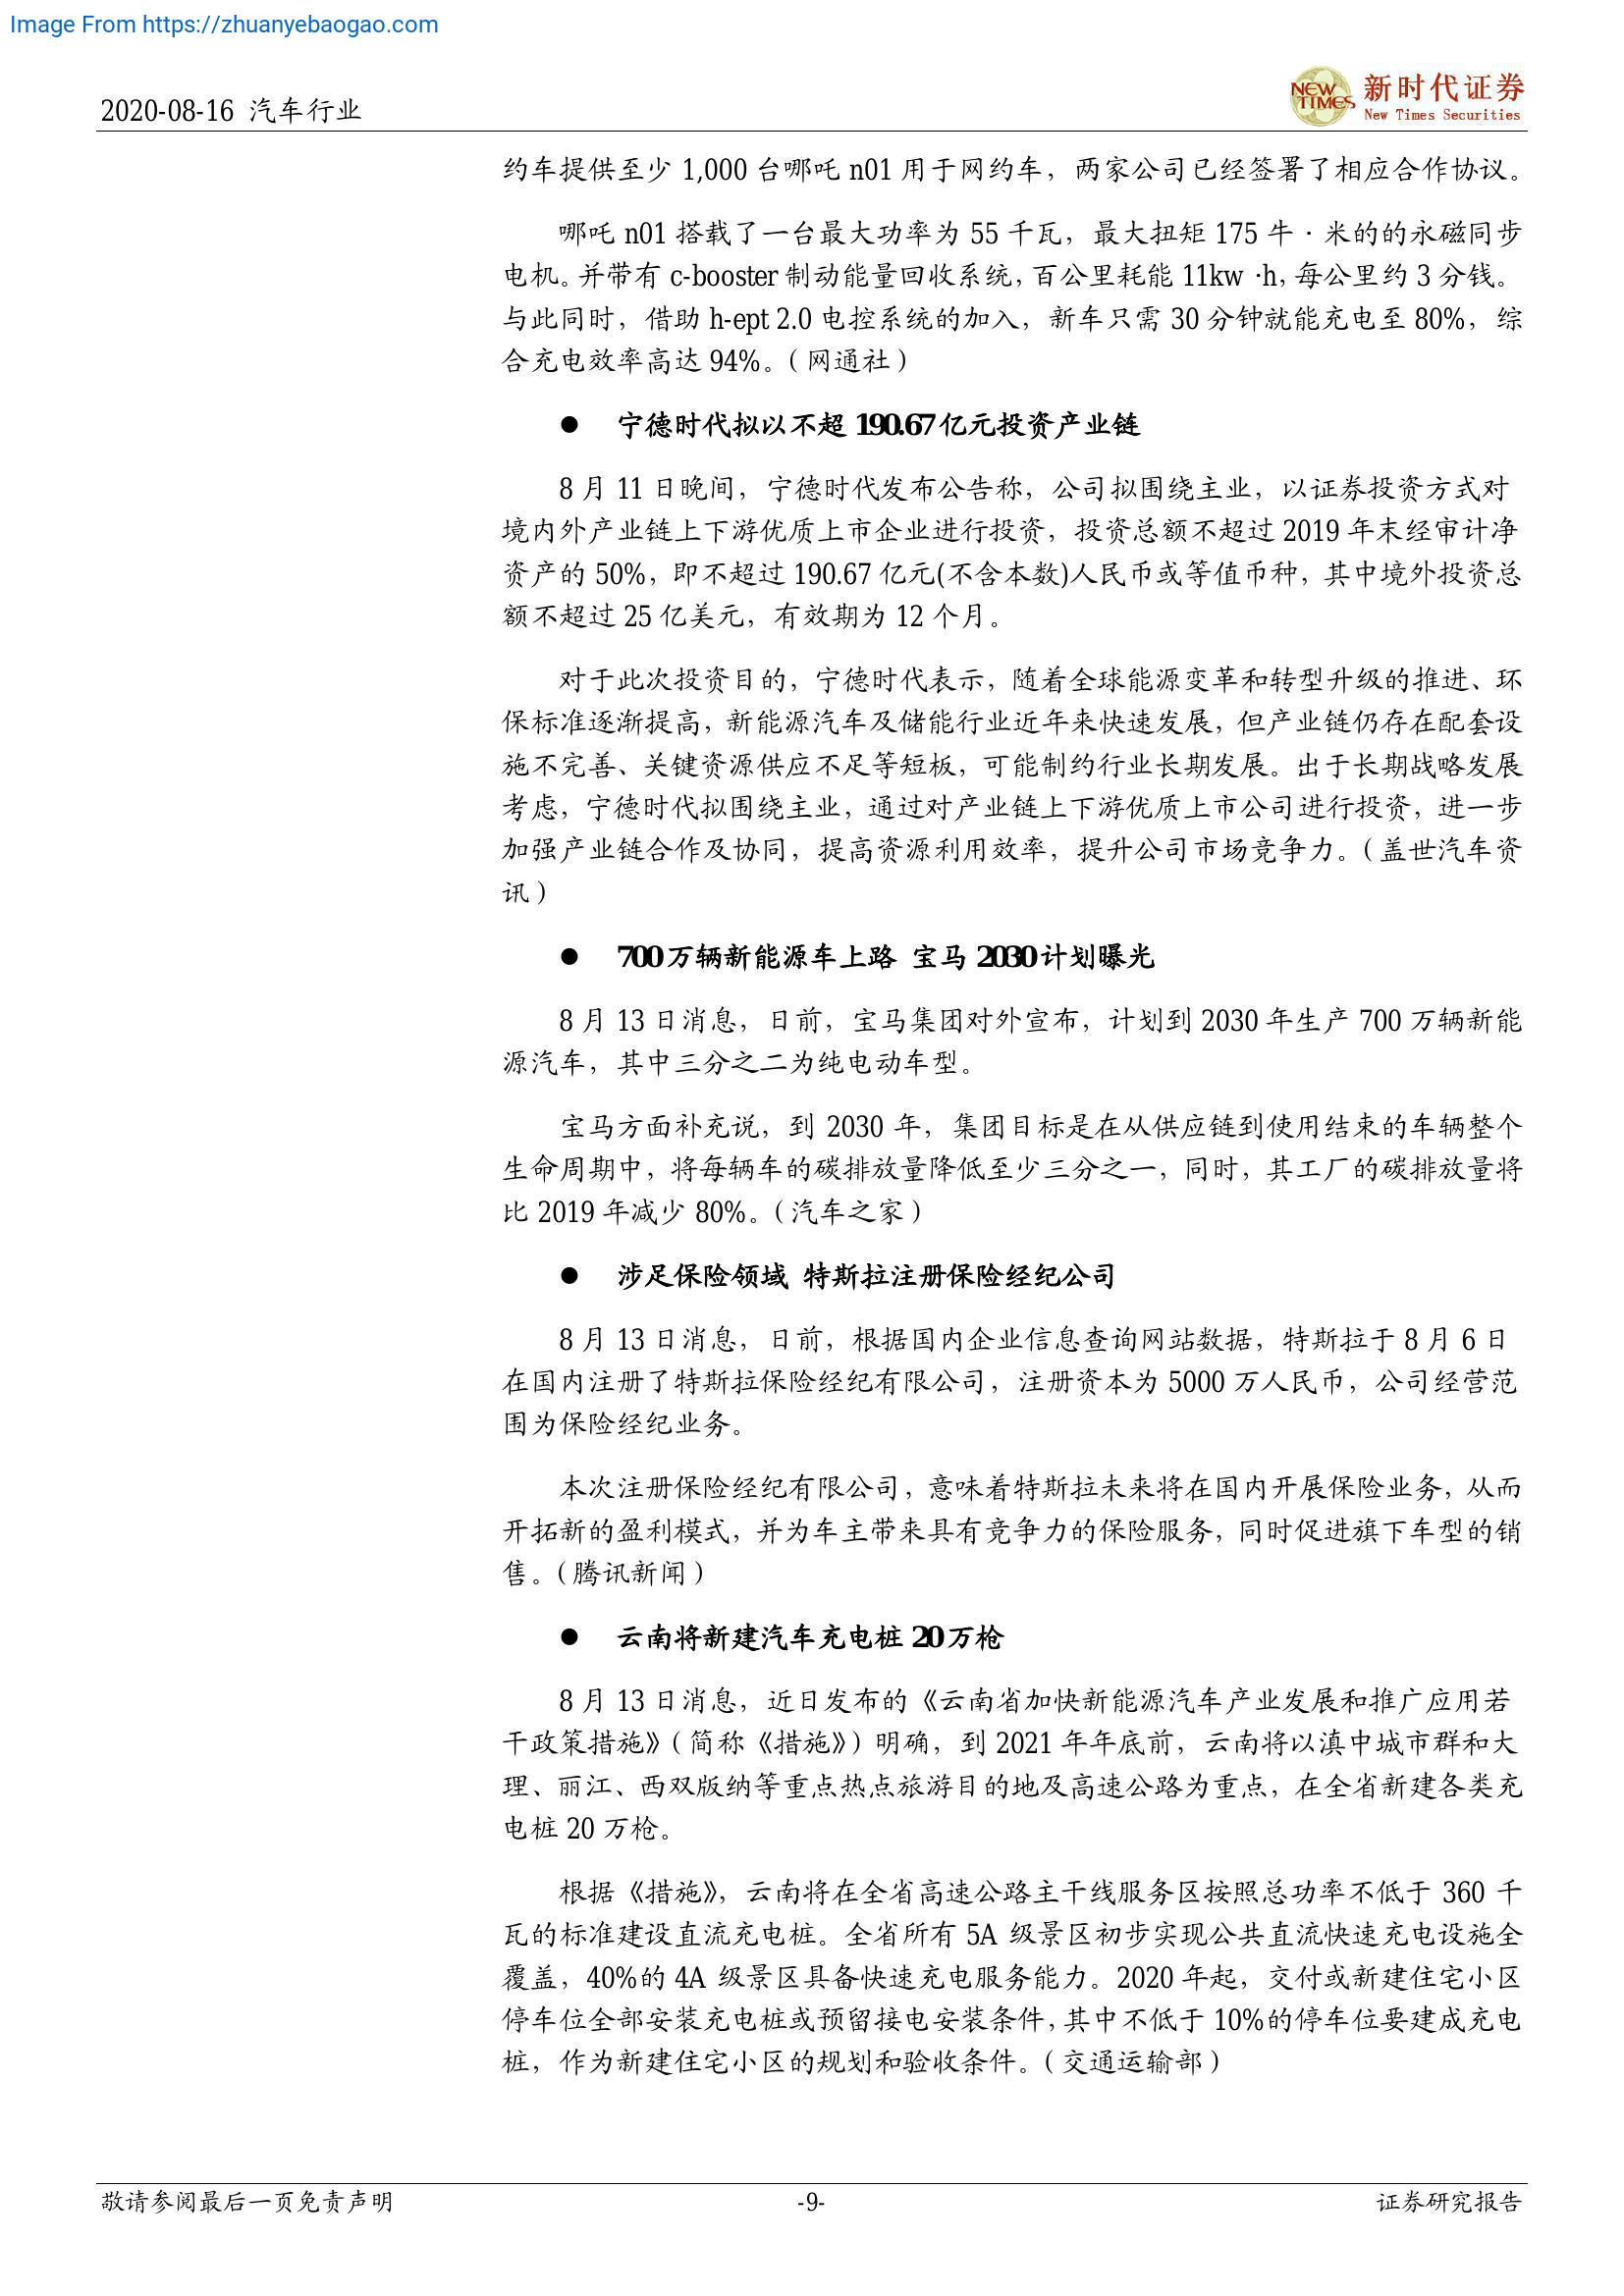 Image From https://zhuanyebaogao.com
2020-08-16 汽车行业
NEW TIMES 新时代证券
New Times Securities
约车提供至少 1,000 台哪吒 n01 用于网约车，两家公司已经签署了相应合作协议。
哪吒 n01 搭载了一台最大功率为 55 千瓦，最大扭矩 175 牛·米的的永磁同步
电机。并带有 c-booster 制动能量回收系统，百公里耗能 11kw·h，每公里约 3 分钱。
与此同时，借助 h-ept 2.0 电控系统的加入，新车只需 30 分钟就能充电至 80%，综
合充电效率高达 94%。（网通社）
● 宁德时代拟以不超 190.67 亿元投资产业链
8 月 11 日晚间，宁德时代发布公告称，公司拟围绕主业，以证券投资方式对
境内外产业链上下游优质上市企业进行投资，投资总额不超过 2019 年末经审计净
资产的 50%，即不超过 190.67 亿元(不含本数)人民币或等值币种，其中境外投资总
额不超过 25 亿美元，有效期为 12 个月。
对于此次投资目的，宁德时代表示，随着全球能源变革和转型升级的推进、环
保标准逐渐提高，新能源汽车及储能行业近年来快速发展，但产业链仍存在配套设
施不完善、关键资源供应不足等短板，可能制约行业长期发展。出于长期战略发展
考虑，宁德时代拟围绕主业，通过对产业链上下游优质上市公司进行投资，进一步
加强产业链合作及协同，提高资源利用效率，提升公司市场竞争力。（盖世汽车资
讯）
● 700 万辆新能源车上路 宝马 2030 计划曝光
8 月 13 日消息，日前，宝马集团对外宣布，计划到 2030 年生产 700 万辆新能
源汽车，其中三分之二为纯电动车型。
宝马方面补充说，到 2030 年，集团目标是在从供应链到使用结束的车辆整个
生命周期中，将每辆车的碳排放量降低至少三分之一，同时，其工厂的碳排放量将
比 2019 年减少 80%。（汽车之家）
● 涉足保险领域 特斯拉注册保险经纪公司
8 月 13 日消息，日前，根据国内企业信息查询网站数据，特斯拉于 8 月 6 日
在国内注册了特斯拉保险经纪有限公司，注册资本为 5000 万人民币，公司经营范
围为保险经纪业务。
本次注册保险经纪有限公司，意味着特斯拉未来将在国内开展保险业务，从而
开拓新的盈利模式，并为车主带来具有竞争力的保险服务，同时促进旗下车型的销
售。（腾讯新闻）
● 云南将新建汽车充电桩 20 万枪
8 月 13 日消息，近日发布的《云南省加快新能源汽车产业发展和推广应用若
干政策措施》（简称《措施》）明确，到 2021 年年底前，云南将以滇中城市群和大
理、丽江、西双版纳等重点热点旅游目的地及高速公路为重点，在全省新建各类充
电桩 20 万枪。
根据《措施》，云南将在全省高速公路主干线服务区按照总功率不低于 360 千
瓦的标准建设直流充电桩。全省所有 5A 级景区初步实现公共直流快速充电设施全
覆盖，40%的 4A 级景区具备快速充电服务能力。2020 年起，交付或新建住宅小区
停车位全部安装充电桩或预留接电安装条件，其中不低于 10%的停车位要建成充电
桩，作为新建住宅小区的规划和验收条件。（交通运输部）
敬请参阅最后一页免责声明 -9- 证券研究报告